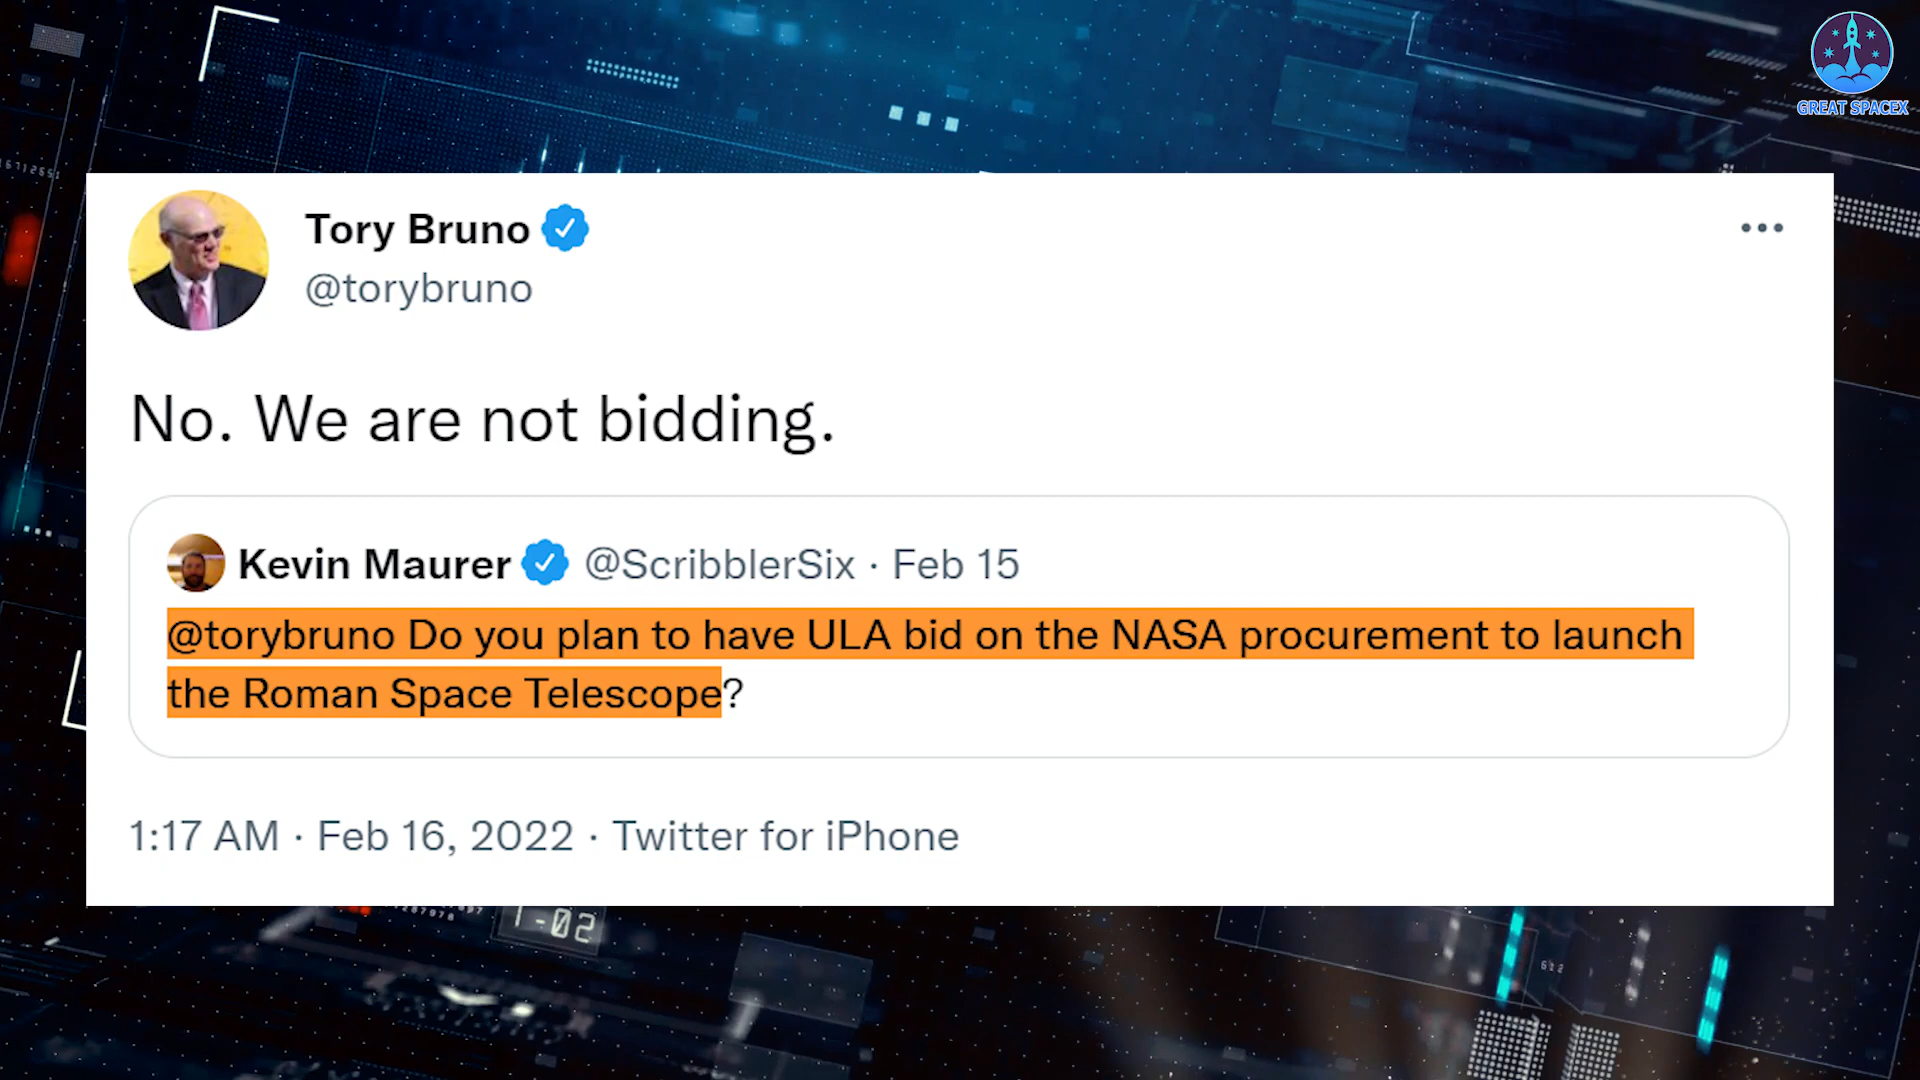 GREAT SPACEX
Tory Bruno
@torybruno
No. We are not bidding.
Kevin Maurer @ScribblerSix · Feb 15
@torybruno Do you plan to have ULA bid on the NASA procurement to launch
the Roman Space Telescope?
1:17 AM · Feb 16, 2022 · Twitter for iPhone